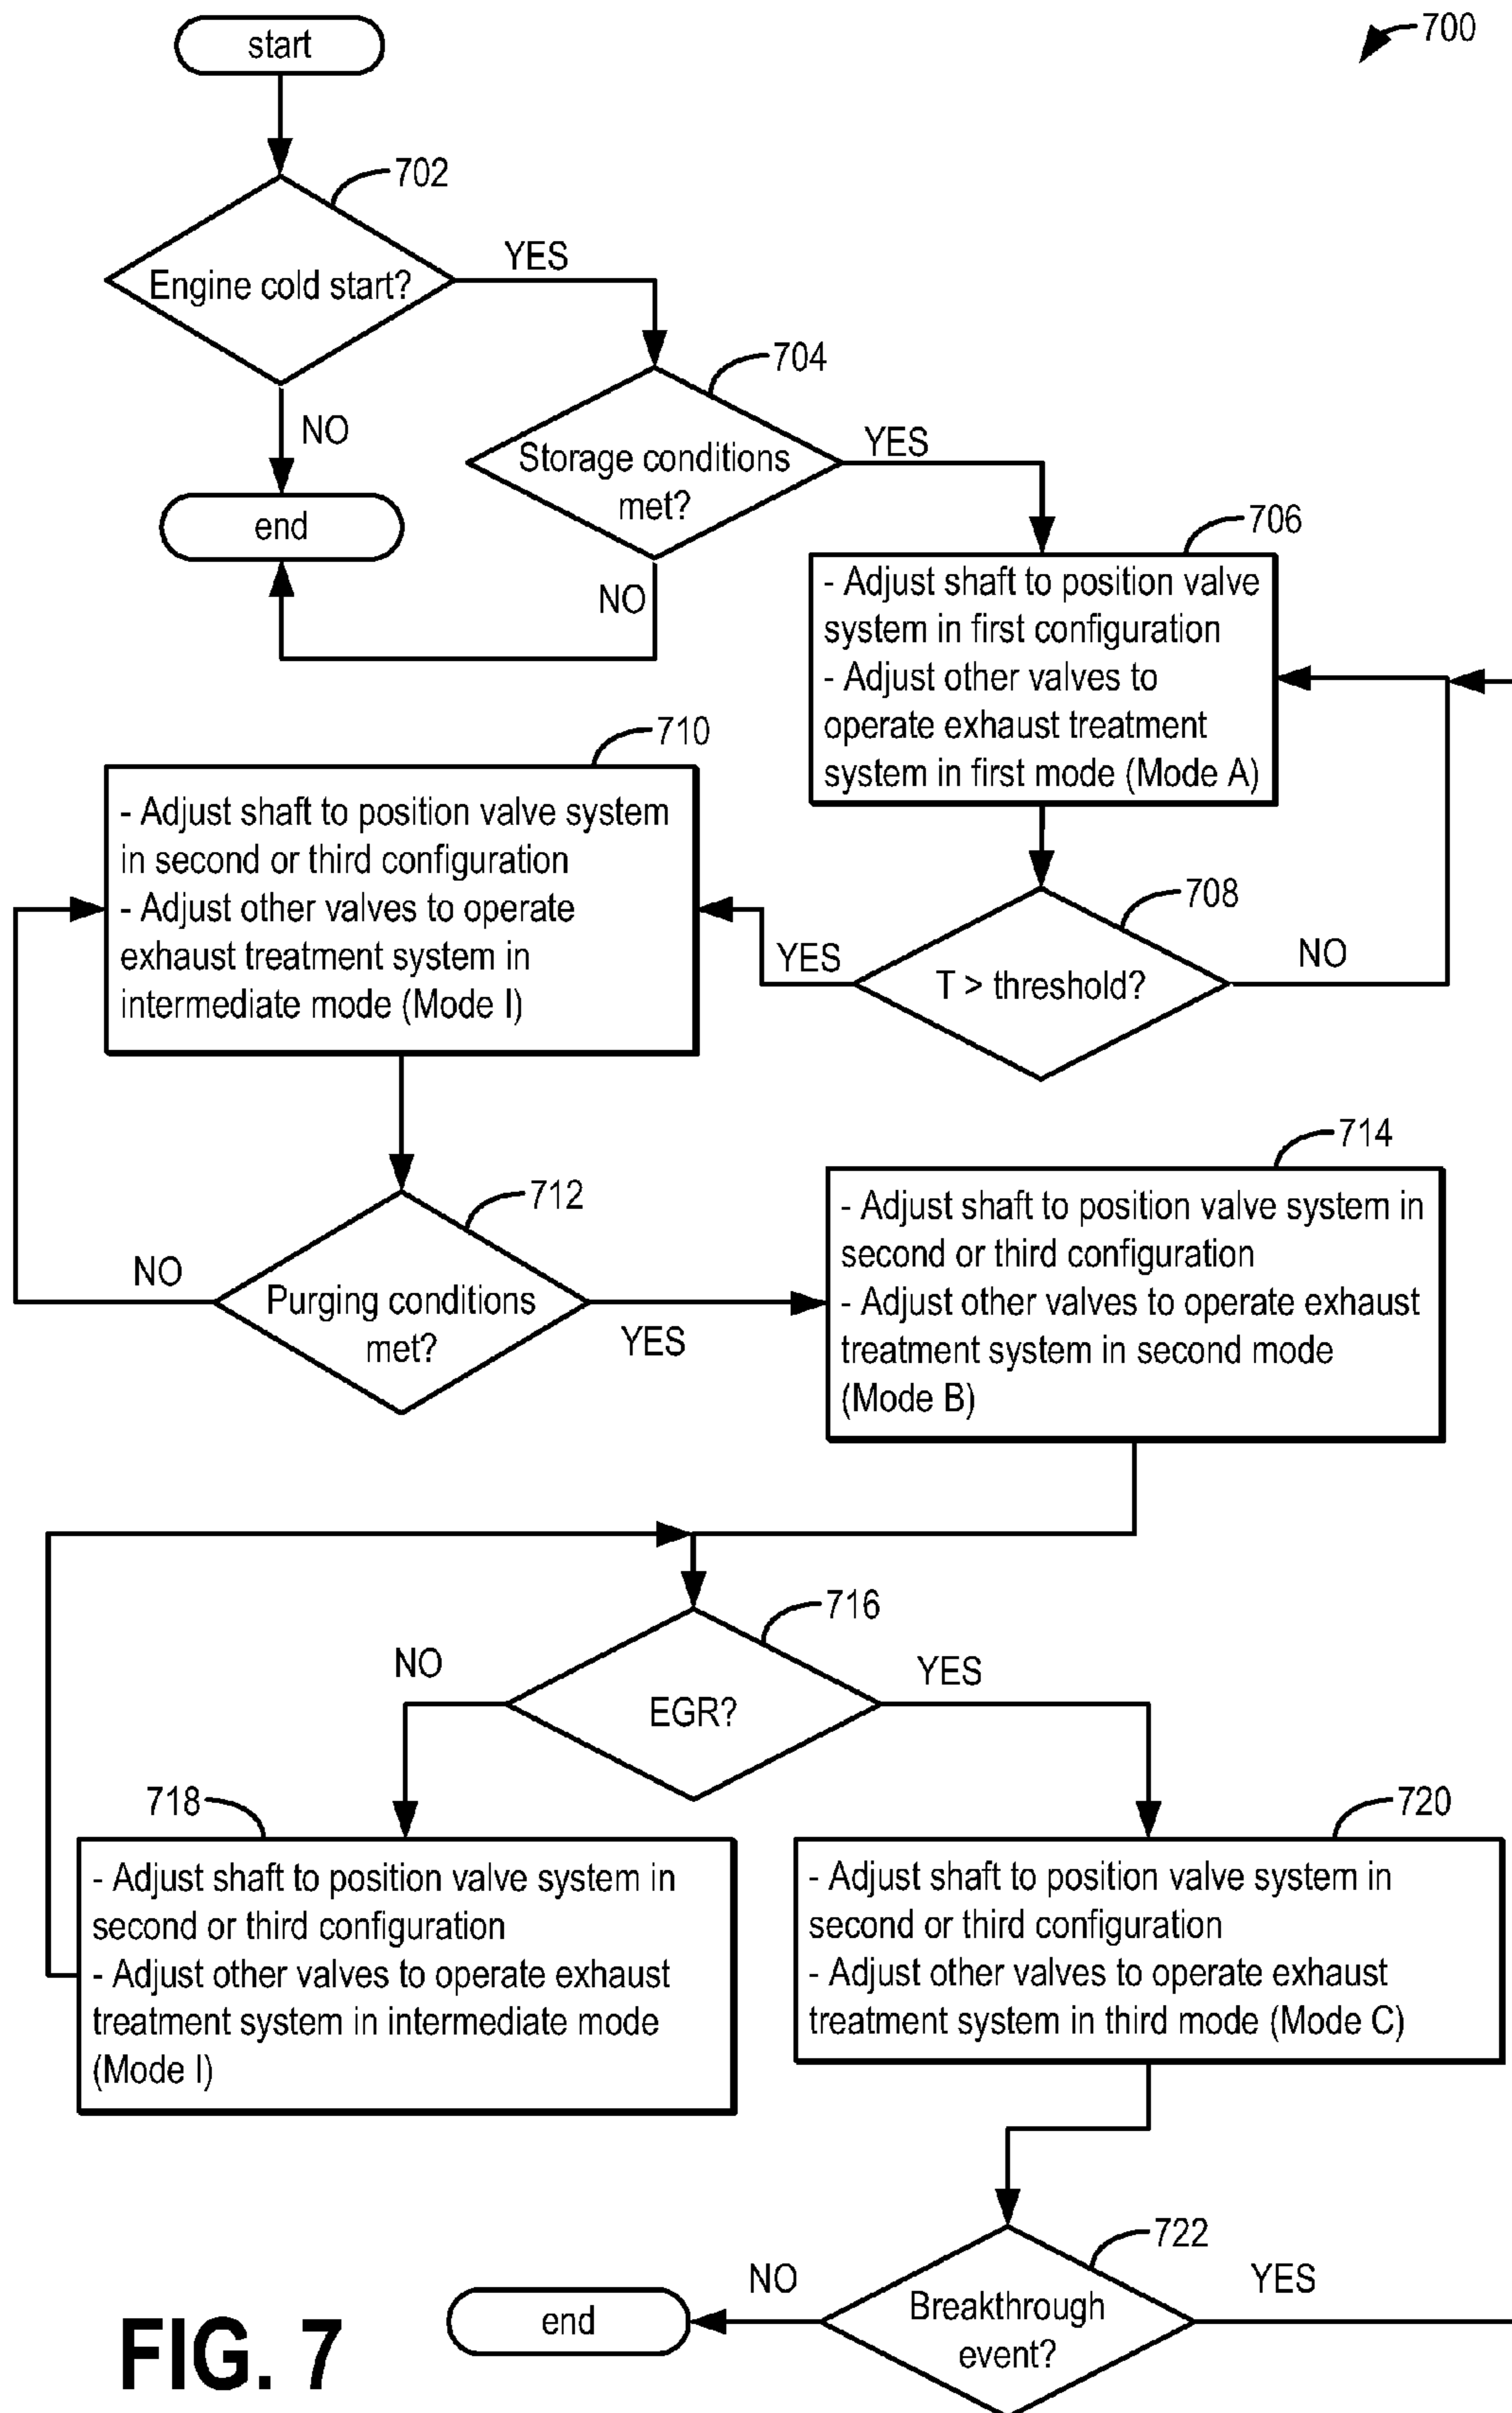 start
700
702
Engine cold start?
YES
NO
704
Storage conditions
met?
YES
NO
end
706
- Adjust shaft to position valve
system in first configuration
- Adjust other valves to
operate exhaust treatment
system in first mode (Mode A)
710
- Adjust shaft to position valve system
in second or third configuration
- Adjust other valves to operate
exhaust treatment system in
intermediate mode (Mode I)
708
T > threshold?
YES
NO
712
Purging conditions
met?
NO
YES
714
- Adjust shaft to position valve system in
second or third configuration
- Adjust other valves to operate exhaust
treatment system in second mode
(Mode B)
716
EGR?
NO
YES
718
- Adjust shaft to position valve system in
second or third configuration
- Adjust other valves to operate exhaust
treatment system in intermediate mode
(Mode I)
720
- Adjust shaft to position valve system in
second or third configuration
- Adjust other valves to operate exhaust
treatment system in third mode (Mode C)
722
Breakthrough
event?
NO
YES
end
FIG. 7